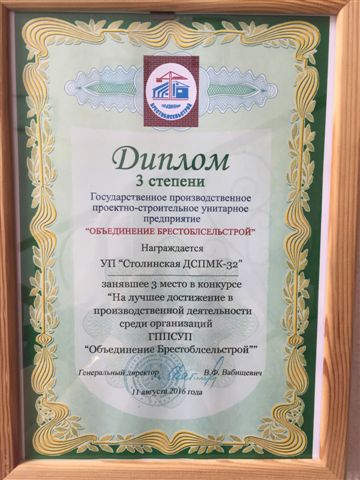 БРЕСТОБЛСЕЛЬСТРОЙ
Диплом
3 степени
Государственное производственное
проектно-строительное унитарное
предприятие
"ОБЪЕДИНЕНИЕ БРЕСТОБЛСЕЛЬСТРОЙ"
Награждается
УП "Столинская ДСПМК-32"
занявшее 3 место в конкурсе
"На лучшее достижение в
производственной деятельности
среди организаций
ГППСУП
"Объединение Брестоблсельстрой""
Генеральный директор В.Ф. Вабищевич
11 августа 2016 года